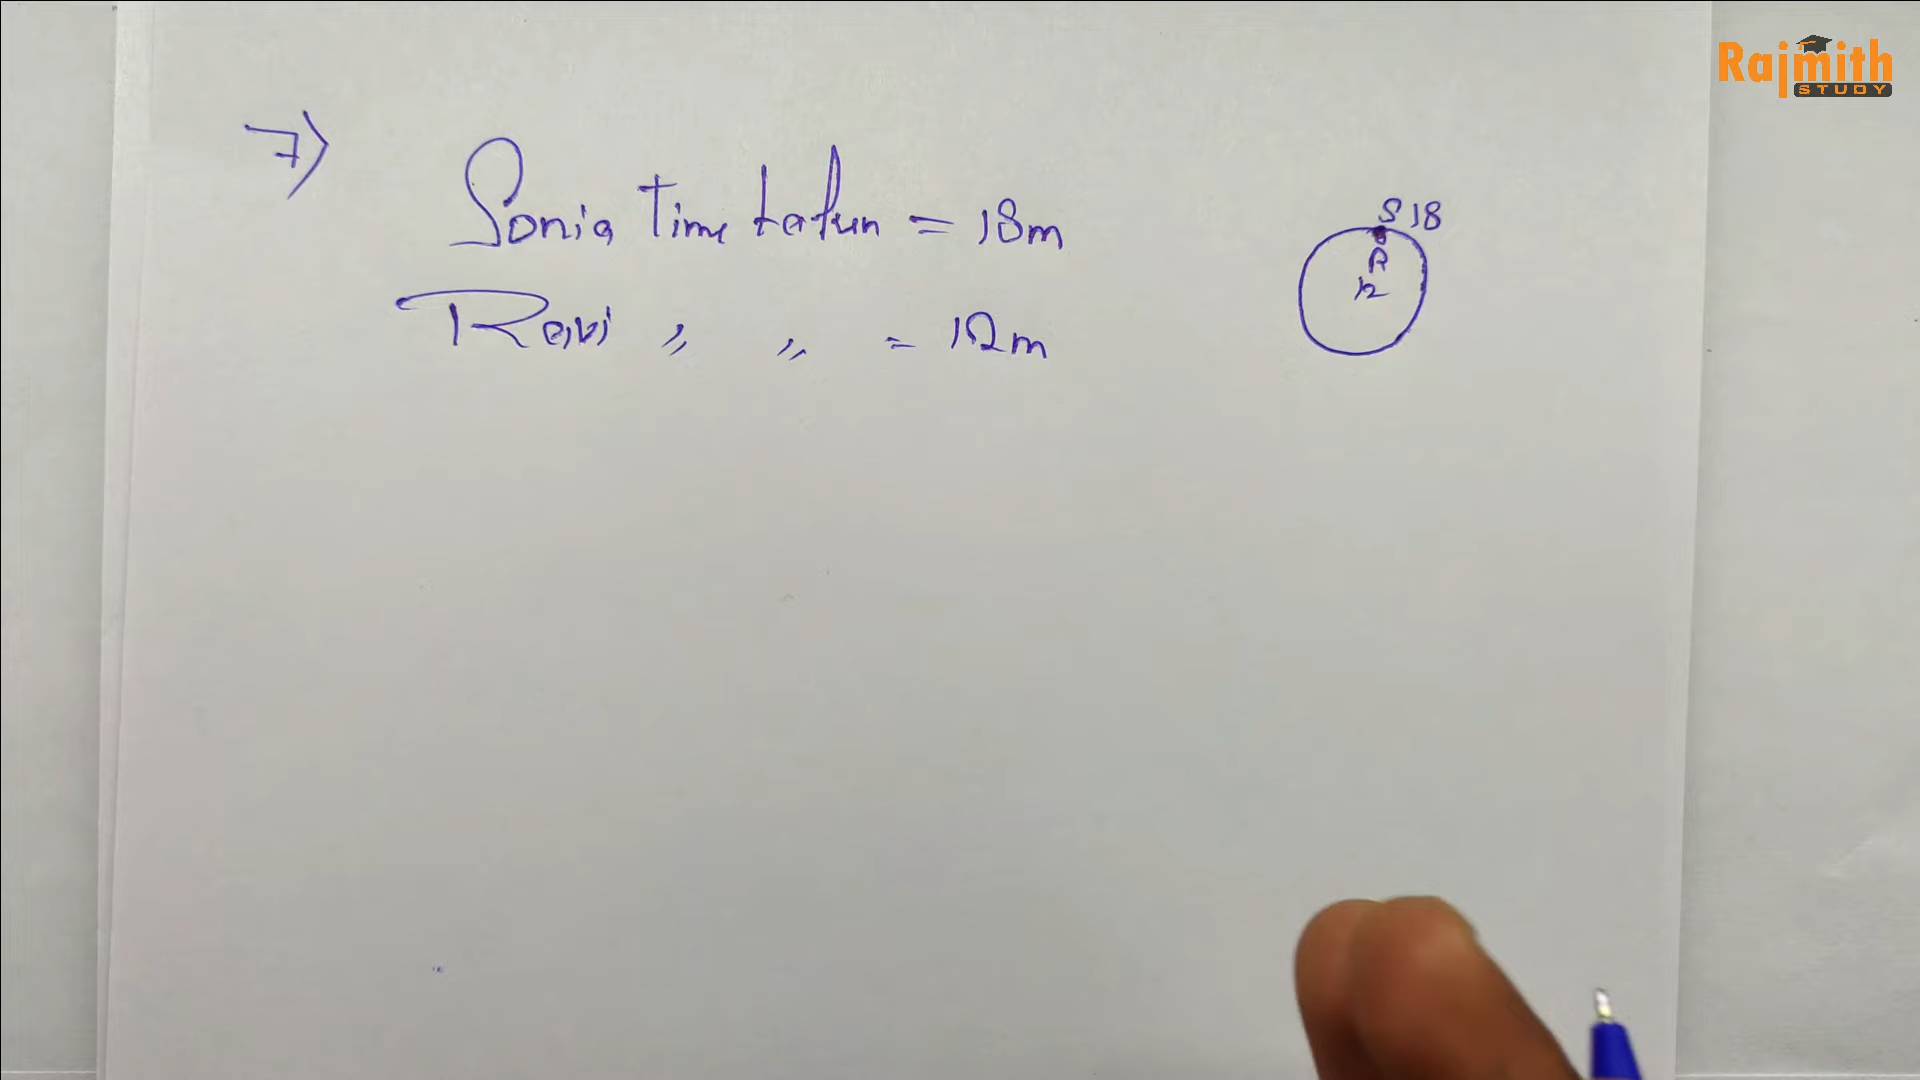 Rajmith
STUDY
7)
Sonia Time taken = 18m
Ravi " " = 12m
S 18
R
12